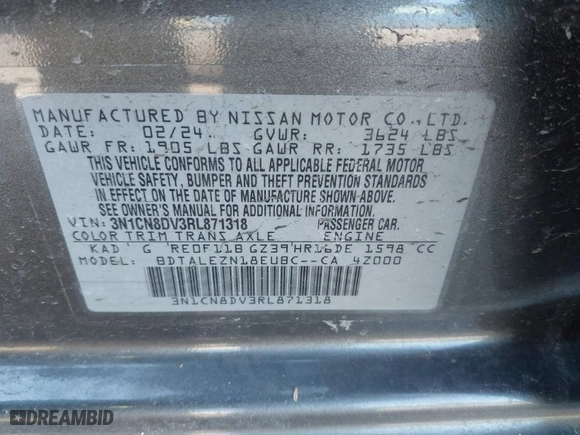 MANUFACTURED BY NISSAN MOTOR CO.,LTD.
DATE: 02/24 GVWR: 3624 LBS
GAWR FR: 1905 LBS GAWR RR: 1735 LBS
THIS VEHICLE CONFORMS TO ALL APPLICABLE FEDERAL MOTOR
VEHICLE SAFETY, BUMPER AND THEFT PREVENTION STANDARDS
IN EFFECT ON THE DATE OF MANUFACTURE SHOWN ABOVE.
SEE OWNER'S MANUAL FOR ADDITIONAL INFORMATION
VIN: 3N1CN8DV3RL871318 PASSENGER CAR.
COLOR TRIM TRANS AXLE ENGINE
KAD G RE0F11B GZ39 HR16DE 1598 CC
MODEL: BDTALEZN18EUBC--CA 4Z000
3N1CN8DV3RL871318
DREAMBID